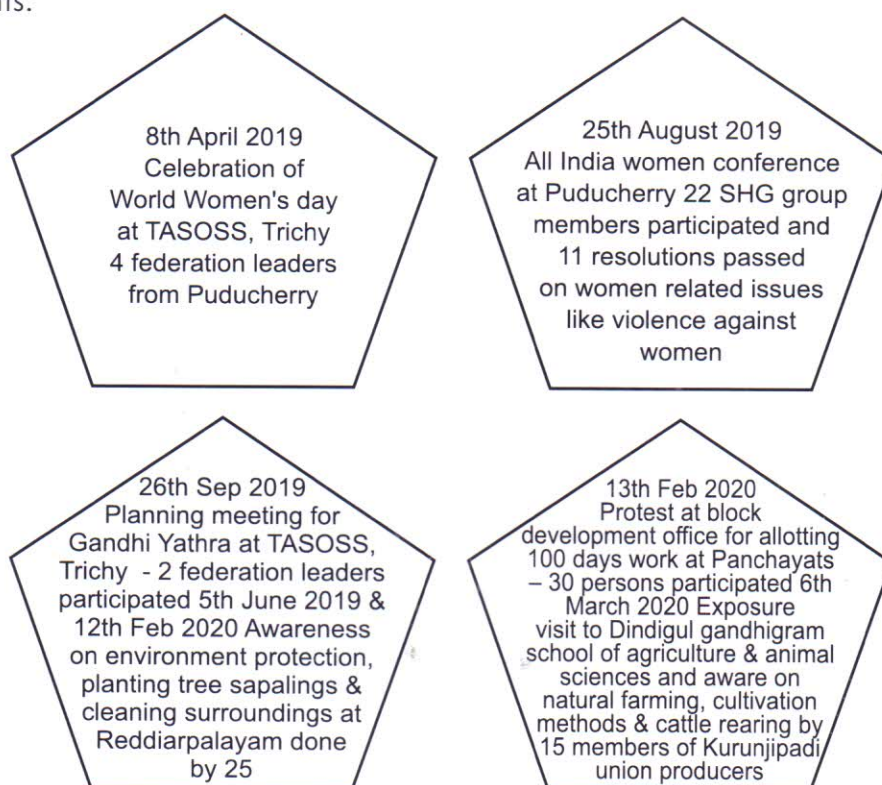 8th April 2019
Celebration of
World Women's day
at TASOSS, Trichy
4 federation leaders
from Puducherry
25th August 2019
All India women conference
at Puducherry 22 SHG group
members participated and
11 resolutions passed
on women related issues
like violence against
women
26th Sep 2019
Planning meeting for
Gandhi Yathra at TASOSS,
Trichy - 2 federation leaders
participated 5th June 2019 &
12th Feb 2020 Awareness
on environment protection,
planting tree sapalings &
cleaning surroundings at
Reddiarpalayam done
by 25
13th Feb 2020
Protest at block
development office for allotting
100 days work at Panchayats
– 30 persons participated 6th
March 2020 Exposure
visit to Dindigul gandhigram
school of agriculture & animal
sciences and aware on
natural farming, cultivation
methods & cattle rearing by
15 members of Kurunjipadi
union producers